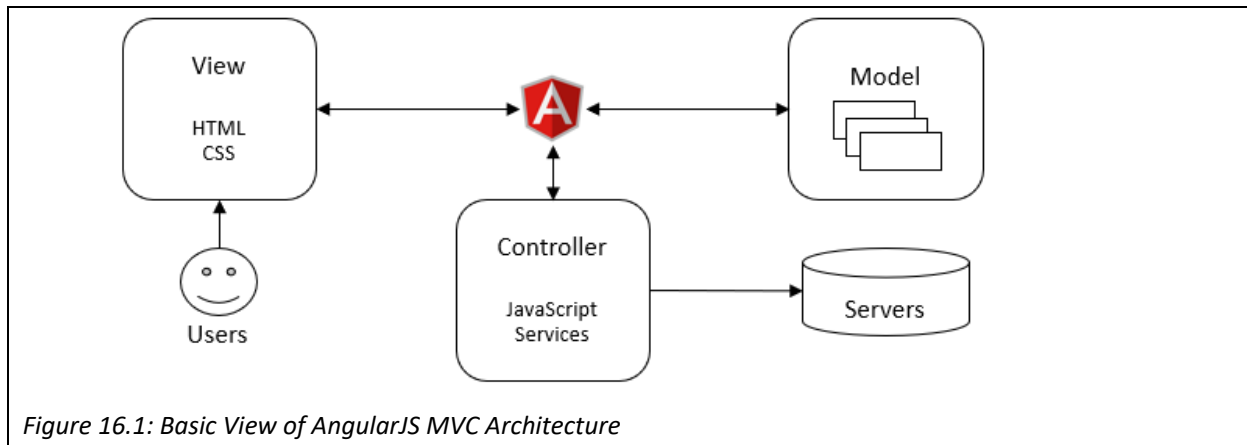 View
HTML
CSS
A
Model
Controller
JavaScript
Services
Servers
Users
Figure 16.1: Basic View of AngularJS MVC Architecture